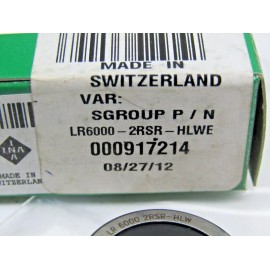 MADE IN
SWITZERLAND
VAR:
SGROUP P / N
LR6000-2RSR-HLWE
000917214
08/27/12
INA
MADE IN
SWITZERLAN
LR 6000 2RSR-HLW